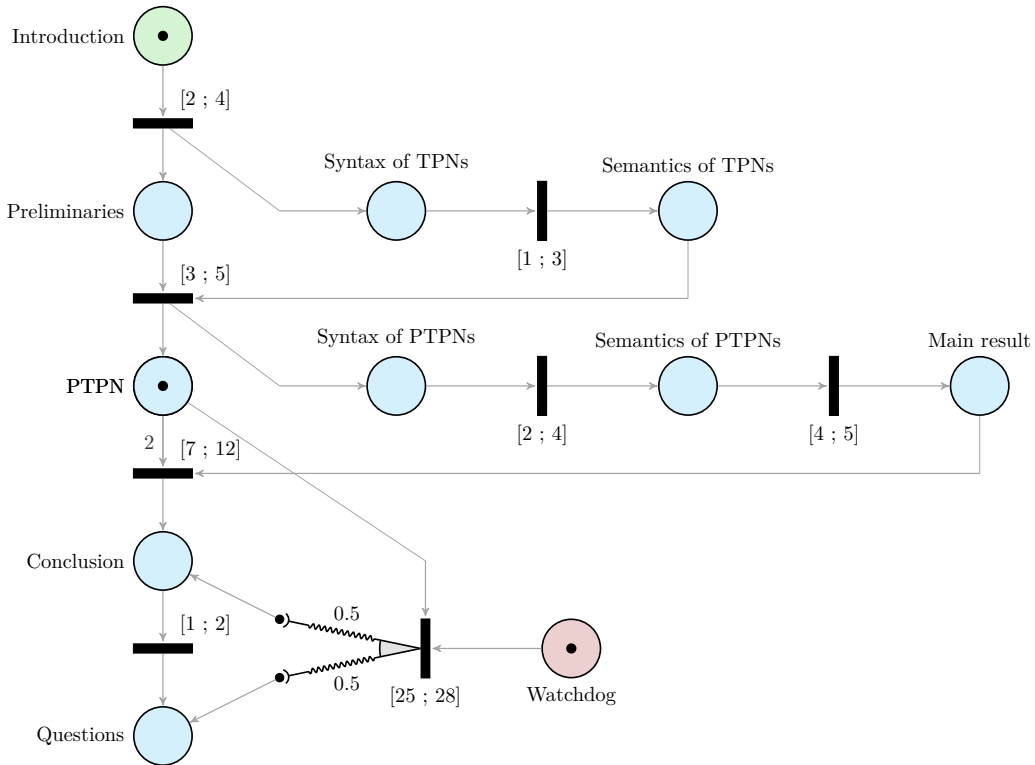 Introduction
[2 ; 4]
Syntax of TPNs
Semantics of TPNs
Preliminaries
[1 ; 3]
[3 ; 5]
Syntax of PTPNs
Semantics of PTPNs
Main result
PTPN
[2 ; 4]
[4 ; 5]
2
[7 ; 12]
Conclusion
0.5
[1 ; 2]
0.5
[25 ; 28]
Watchdog
Questions